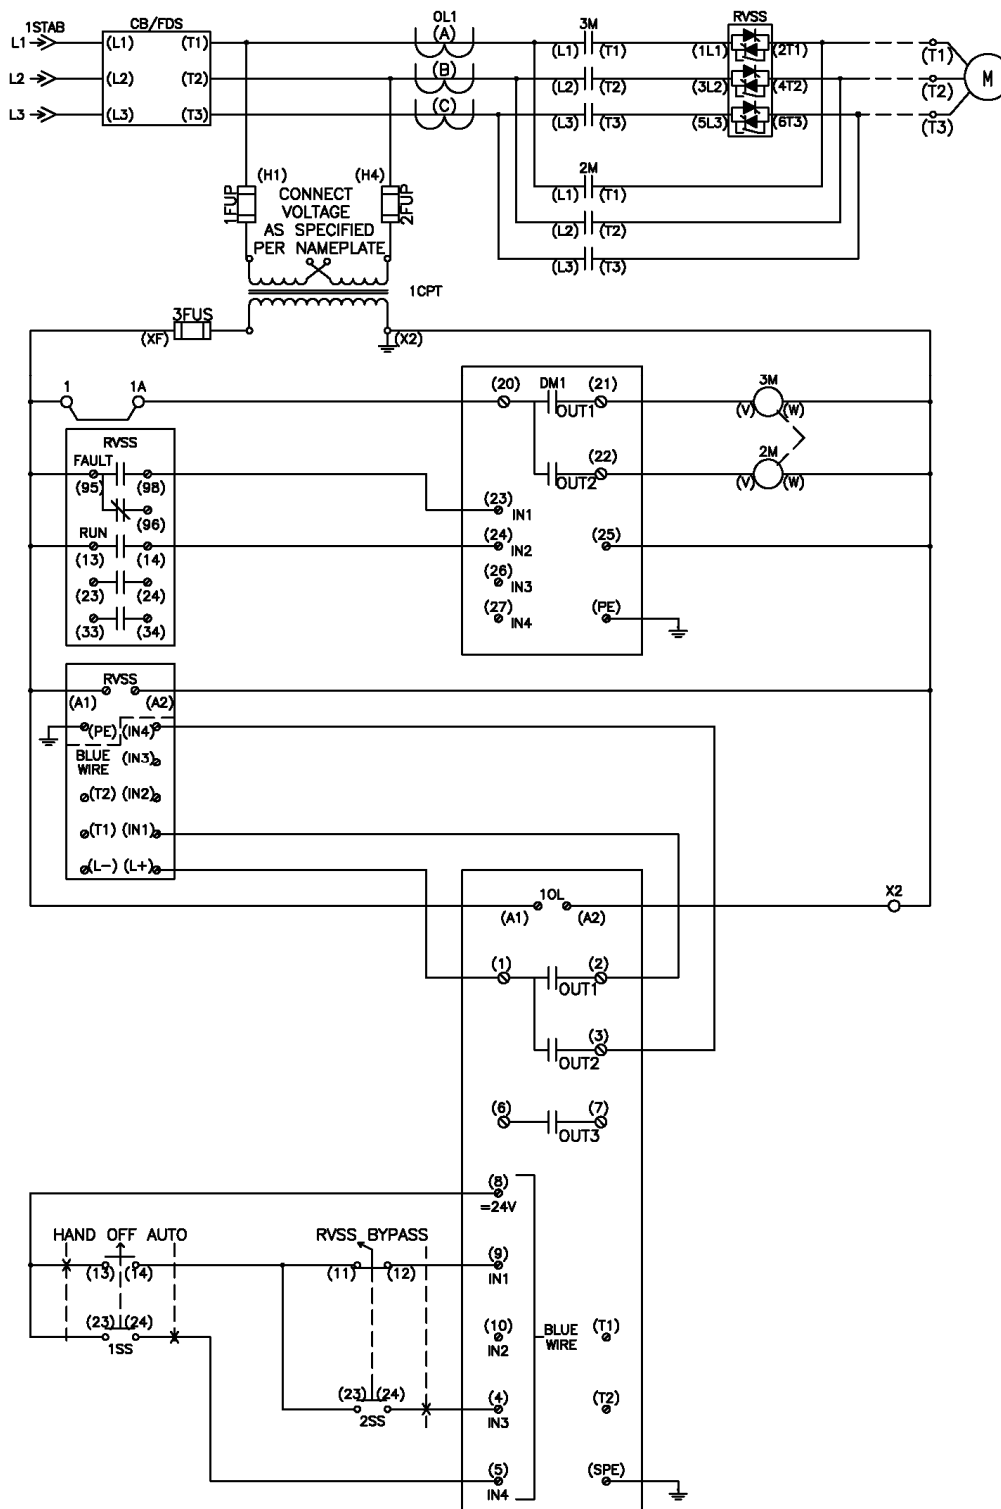 1STAB CB/FDS OL1 3M RVSS
L1 (L1) (T1) (A) (L1) (T1) (1L1) (2T1) (T1)
L2 (L2) (T2) (B) (L2) (T2) (3L2) (4T2) (T2) M
L3 (L3) (T3) (C) (L3) (T3) (5L3) (6T3) (T3)
2M
(H1) (H4) (L1) (T1)
1FUP 2FUP
CONNECT
VOLTAGE
AS SPECIFIED
PER NAMEPLATE
(L2) (T2)
(L3) (T3)
1CPT
3FUS
(XF) (X2)
1 1A (20) DM1 (21) 3M
OUT1 (V) (W)
RVSS
FAULT (22) 2M
(95) (98) OUT2 (V) (W)
(23)
IN1
(96)
RUN (24) (25)
(13) (14) IN2
(26)
(23) (24) IN3
(27) (PE)
(33) (34) IN4
RVSS
(A1) (A2)
(PE) (IN4)
BLUE
WIRE
(IN3)
(T2) (IN2)
(T1) (IN1)
(L-) (L+)
1OL X2
(A1) (A2)
(1) (2)
OUT1
(3)
OUT2
(6) (7)
OUT3
(8)
=24V
HAND OFF AUTO RVSS BYPASS
(9)
(13) (14) (11) (12) IN1
(23) (24) (10) BLUE
WIRE
(T1)
1SS IN2
(23) (24) (4) (T2)
2SS IN3
(5) (SPE)
IN4